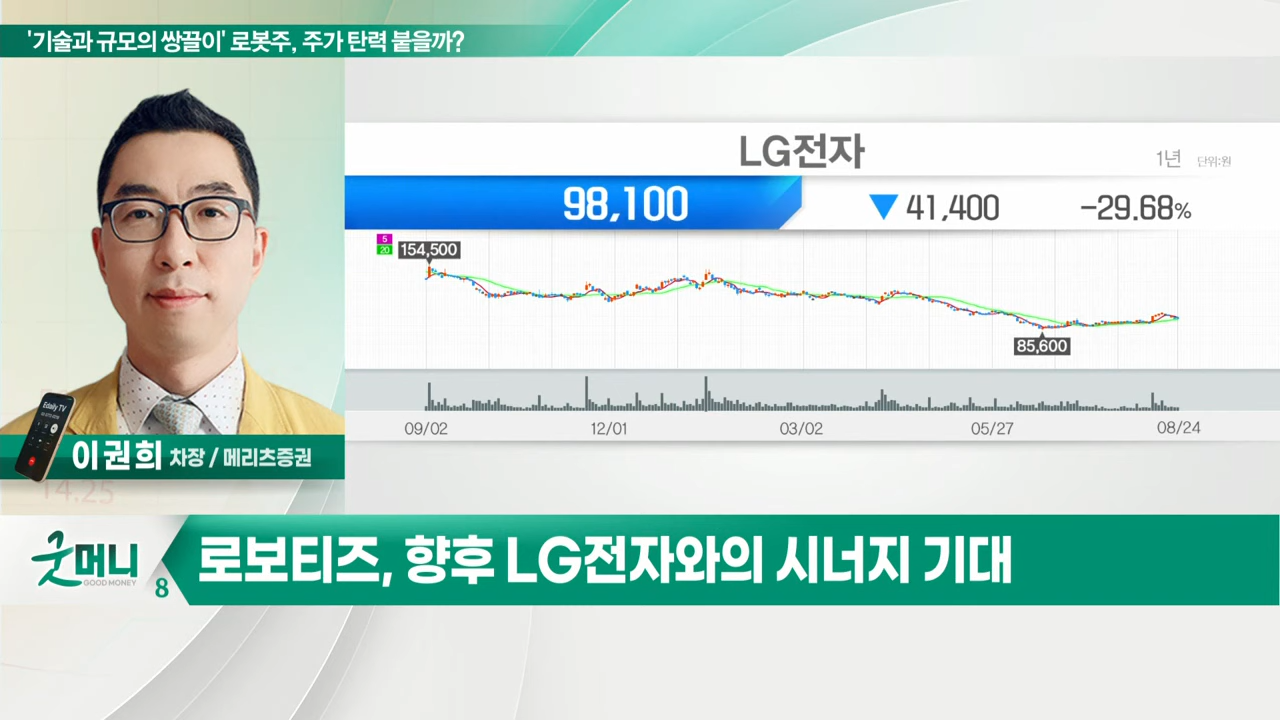 '기술과 규모의 쌍끌이' 로봇주, 주가 탄력 붙을까?
LG전자
1년 단위:원
98,100 ▼ 41,400 -29.68%
5
20
154,500
85,600
09/02 12/01 03/02 05/27 08/24
Edaily TV
이권희 차장 / 메리츠증권
14.25
굿머니
GOOD MONEY
8
로보티즈, 향후 LG전자와의 시너지 기대